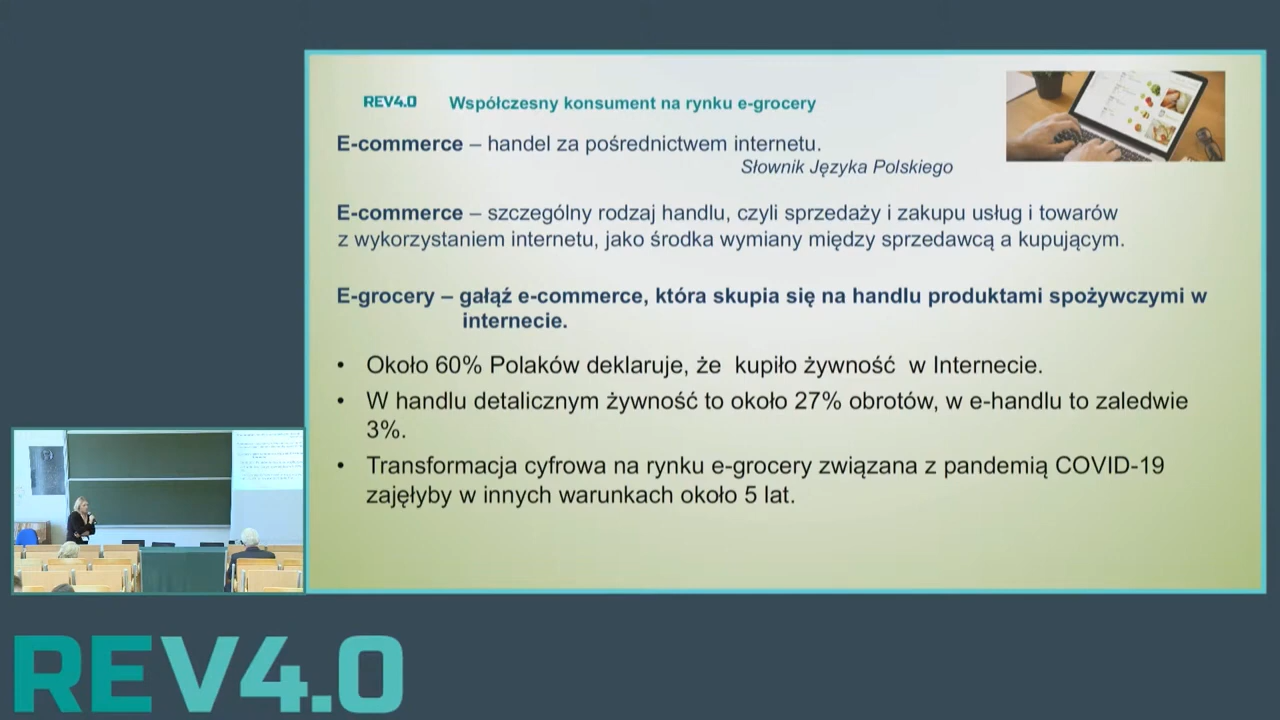 REV4.0 Współczesny konsument na rynku e-grocery
E-commerce – handel za pośrednictwem internetu.
Słownik Języka Polskiego
E-commerce – szczególny rodzaj handlu, czyli sprzedaży i zakupu usług i towarów
z wykorzystaniem internetu, jako środka wymiany między sprzedawcą a kupującym.
E-grocery – gałąź e-commerce, która skupia się na handlu produktami spożywczymi w
internecie.
• Około 60% Polaków deklaruje, że kupiło żywność w Internecie.
• W handlu detalicznym żywność to około 27% obrotów, w e-handlu to zaledwie
3%.
• Transformacja cyfrowa na rynku e-grocery związana z pandemią COVID-19
zajęłyby w innych warunkach około 5 lat.
REV4.0